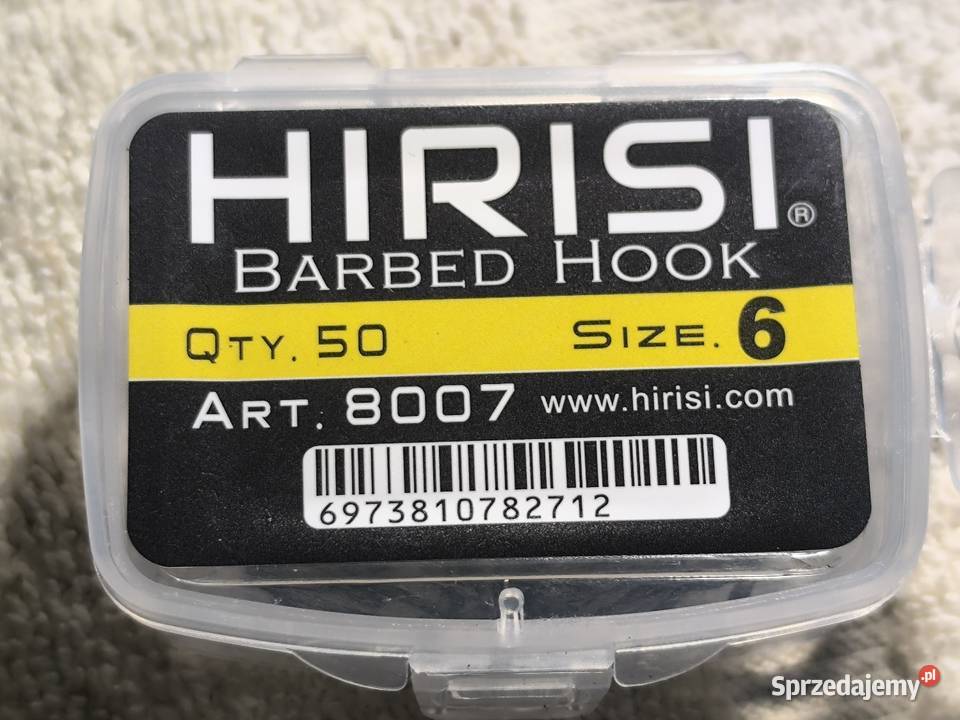 HIRISI®
BARBED HOOK
QTY. 50 SIZE. 6
ART. 8007 www.hirisi.com
6973810782712
Sprzedajemy.pl